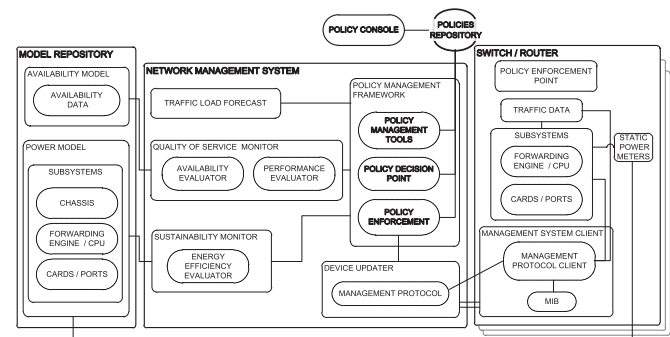 POLICY CONSOLE
POLICIES
REPOSITORY
MODEL REPOSITORY
AVAILABILITY MODEL
AVAILABILITY
DATA
POWER MODEL
SUBSYSTEMS
CHASSIS
FORWARDING
ENGINE / CPU
CARDS / PORTS
NETWORK MANAGEMENT SYSTEM
TRAFFIC LOAD FORECAST
QUALITY OF SERVICE MONITOR
AVAILABILITY
EVALUATOR
PERFORMANCE
EVALUATOR
SUSTAINABILITY MONITOR
ENERGY
EFFICIENCY
EVALUATOR
POLICY MANAGEMENT
FRAMEWORK
POLICY
MANAGEMENT
TOOLS
POLICY DECISION
POINT
POLICY
ENFORCEMENT
DEVICE UPDATER
MANAGEMENT PROTOCOL
SWITCH / ROUTER
POLICY ENFORCEMENT
POINT
TRAFFIC DATA
SUBSYSTEMS
FORWARDING
ENGINE / CPU
CARDS / PORTS
STATIC
POWER
METERS
MANAGEMENT SYSTEM CLIENT
MANAGEMENT
PROTOCOL CLIENT
MIB